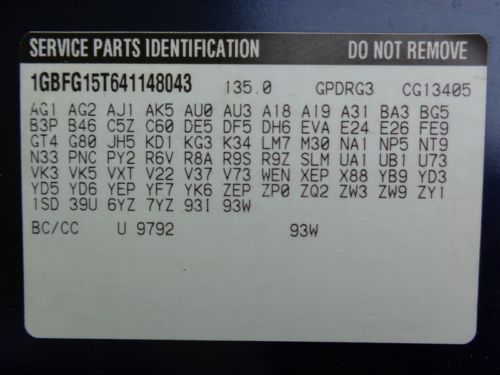 SERVICE PARTS IDENTIFICATION DO NOT REMOVE
1GBFG15T641148043 135.0 GPDRG3 CG13405
AG1 AG2 AJ1 AK5 AU0 AU3 A18 A19 A31 BA3 BG5
B3P B46 C5Z C60 DE5 DF5 DH6 EVA E24 E26 FE9
GT4 G80 JH5 KD1 KG3 K34 LM7 M30 NA1 NP5 NT9
N33 PNC PY2 R6V R8A R9S R9Z SLM UA1 UB1 U73
VK3 VK5 VXT V22 V37 V73 WEN XEP X88 YB9 YD3
YD5 YD6 YEP YF7 YK6 ZEP ZP0 ZQ2 ZW3 ZW9 ZY1
1SD 39U 6YZ 7YZ 93I 93W
BC/CC U 9792 93W